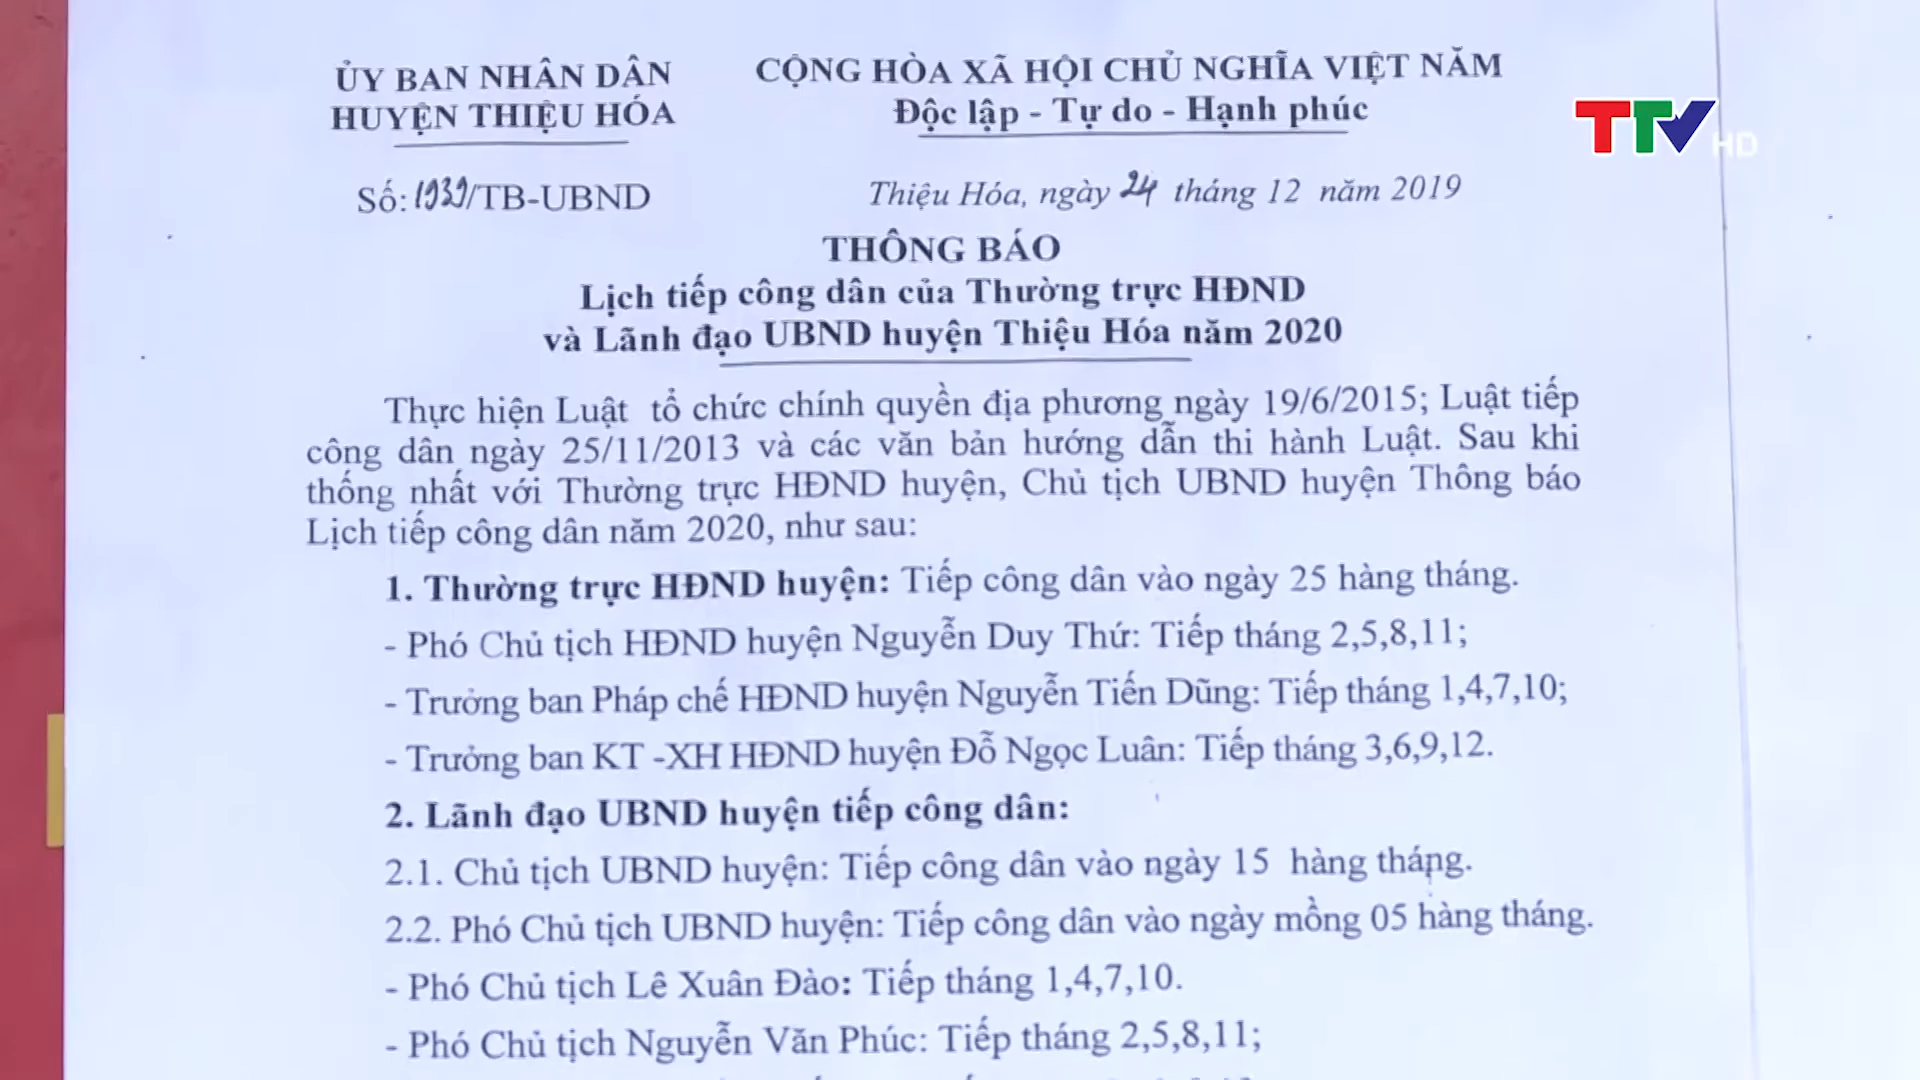 ỦY BAN NHÂN DÂN
HUYỆN THIỆU HÓA
CỘNG HÒA XÃ HỘI CHỦ NGHĨA VIỆT NĂM
Độc lập - Tự do - Hạnh phúc
TTV HD
Số: 1939/TB-UBND
Thiệu Hóa, ngày 24 tháng 12 năm 2019
THÔNG BÁO
Lịch tiếp công dân của Thường trực HĐND
và Lãnh đạo UBND huyện Thiệu Hóa năm 2020
Thực hiện Luật tổ chức chính quyền địa phương ngày 19/6/2015; Luật tiếp
công dân ngày 25/11/2013 và các văn bản hướng dẫn thi hành Luật. Sau khi
thống nhất với Thường trực HĐND huyện, Chủ tịch UBND huyện Thông báo
Lịch tiếp công dân năm 2020, như sau:
1. Thường trực HĐND huyện: Tiếp công dân vào ngày 25 hàng tháng.
- Phó Chủ tịch HĐND huyện Nguyễn Duy Thứ: Tiếp tháng 2,5,8,11;
- Trưởng ban Pháp chế HĐND huyện Nguyễn Tiến Dũng: Tiếp tháng 1,4,7,10;
- Trưởng ban KT -XH HĐND huyện Đỗ Ngọc Luân: Tiếp tháng 3,6,9,12.
2. Lãnh đạo UBND huyện tiếp công dân:
2.1. Chủ tịch UBND huyện: Tiếp công dân vào ngày 15 hàng tháng.
2.2. Phó Chủ tịch UBND huyện: Tiếp công dân vào ngày mồng 05 hàng tháng.
- Phó Chủ tịch Lê Xuân Đào: Tiếp tháng 1,4,7,10.
- Phó Chủ tịch Nguyễn Văn Phúc: Tiếp tháng 2,5,8,11;